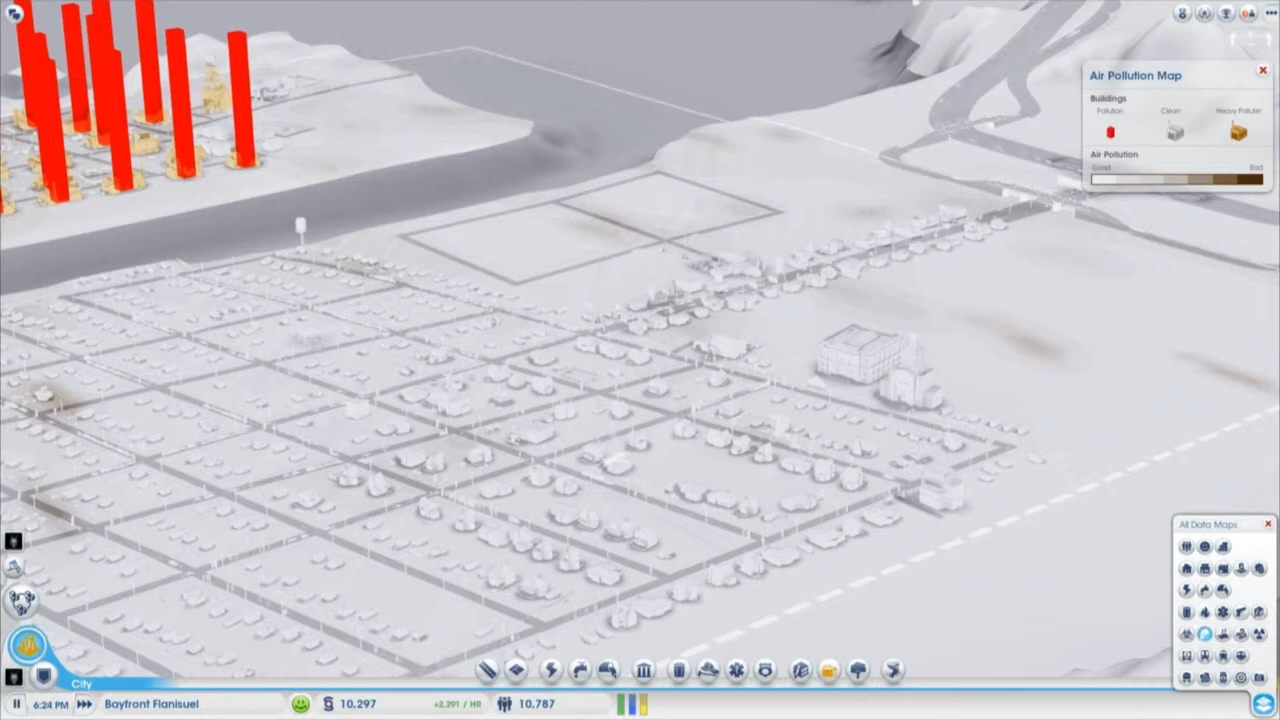 Air Pollution Map
Buildings
Pollution Clean Heavy Polluter
Air Pollution
Good Bad
All Data Maps
City
6:24 PM Bayfront Flanisuel 10,297 +2,291 / HR 10,787